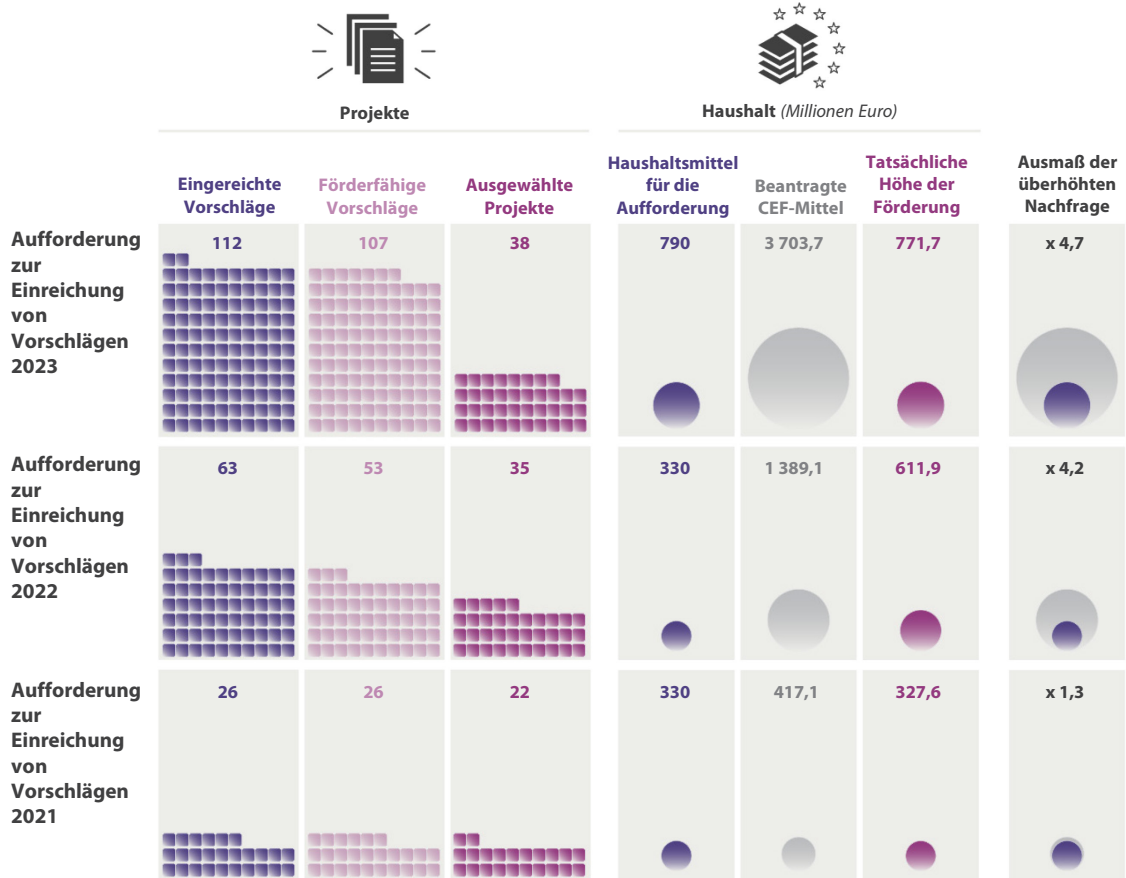 Projekte
Haushalt (Millionen Euro)
Eingereichte
Vorschläge
Förderfähige
Vorschläge
Ausgewählte
Projekte
Haushaltsmittel
für die
Aufforderung
Beantragte
CEF-Mittel
Tatsächliche
Höhe der
Förderung
Ausmaß der
überhöhten
Nachfrage
Aufforderung
zur
Einreichung
von
Vorschlägen
2023
112
107
38
790
3 703,7
771,7
x 4,7
Aufforderung
zur
Einreichung
von
Vorschlägen
2022
63
53
35
330
1 389,1
611,9
x 4,2
Aufforderung
zur
Einreichung
von
Vorschlägen
2021
26
26
22
330
417,1
327,6
x 1,3